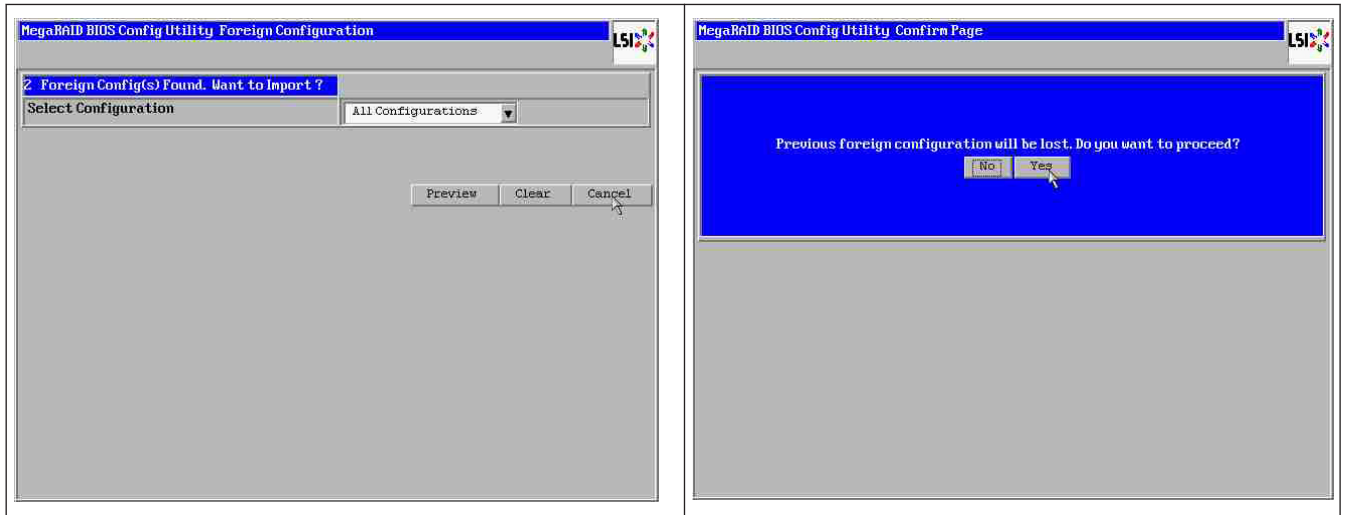 MegaRAID BIOS Config Utility Foreign Configuration
LSI
2 Foreign Config(s) Found. Want to Import ?
Select Configuration
All Configurations
Preview
Clear
Cancel
MegaRAID BIOS Config Utility Confirm Page
LSI
Previous foreign configuration will be lost. Do you want to proceed?
No
Yes